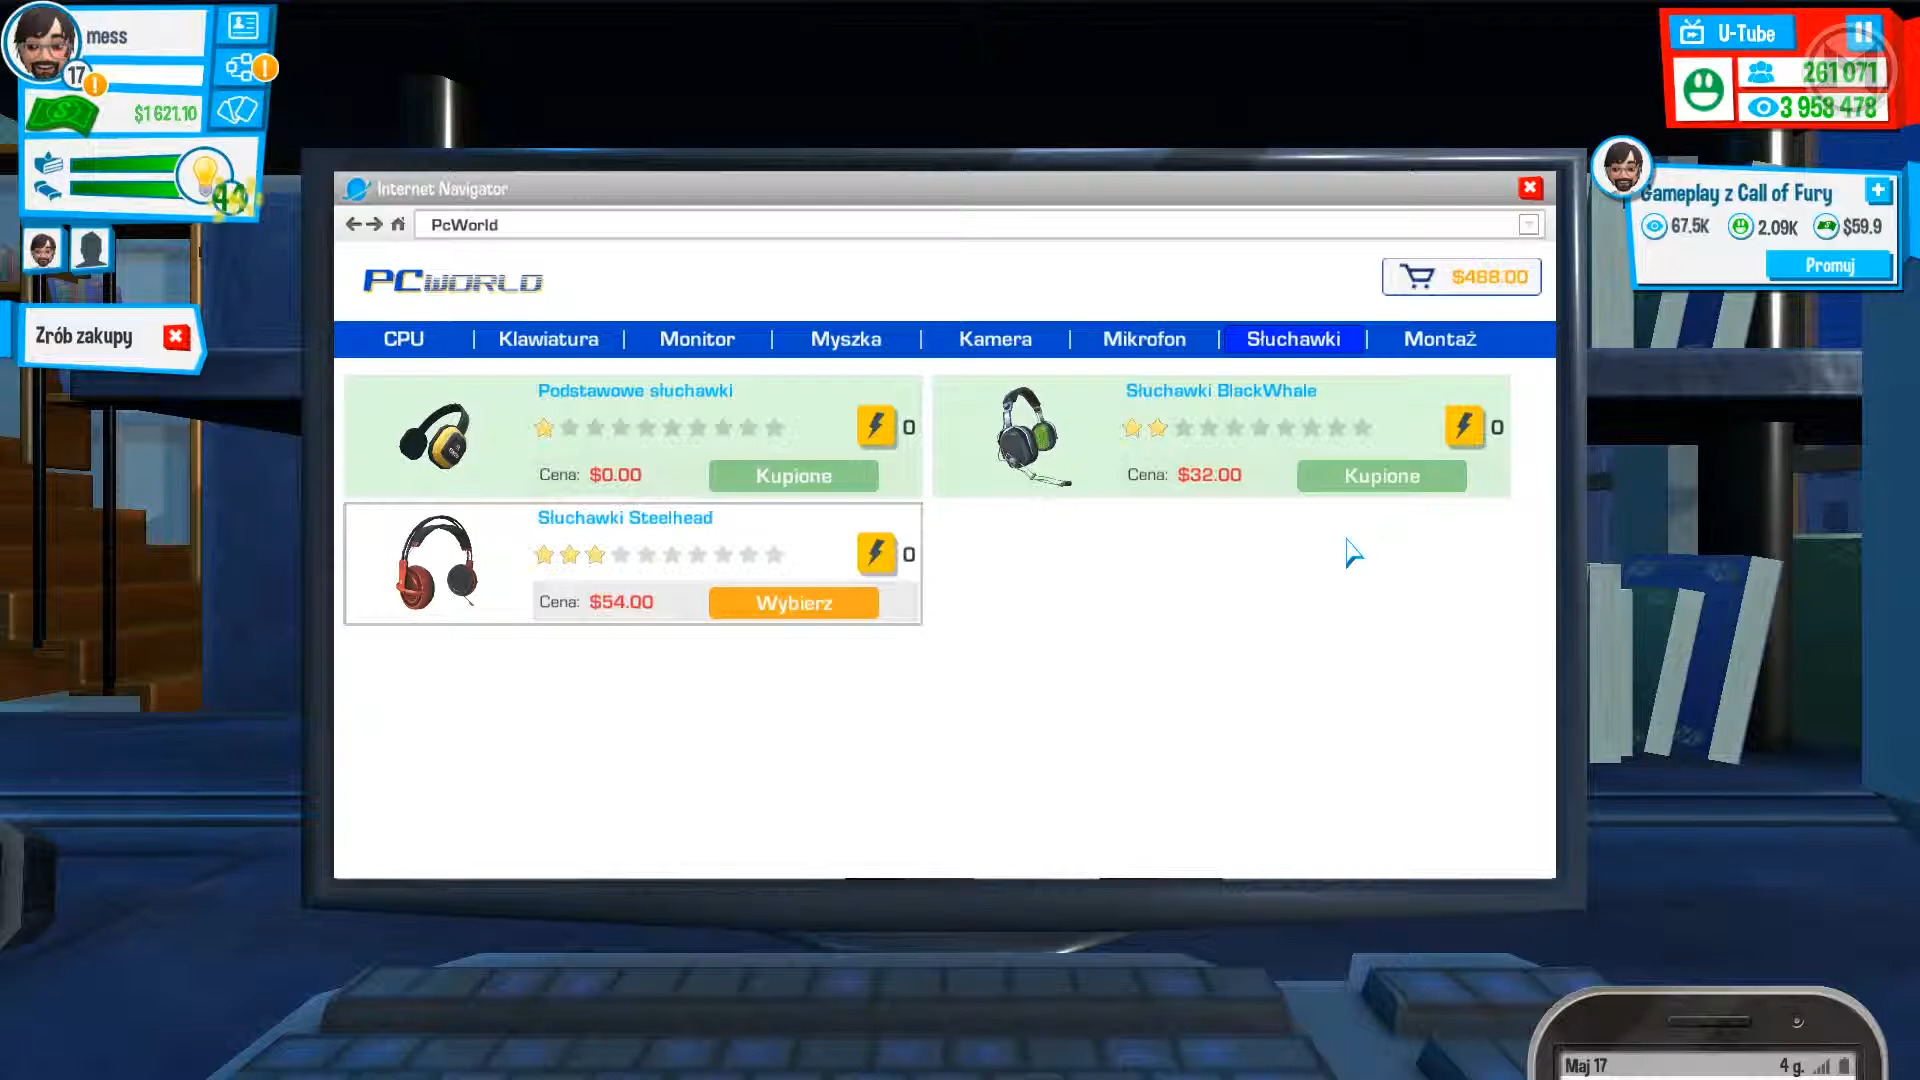 mess
17
$1 621.10
44
Zrób zakupy
U-Tube
261 071
3 958 478
Gameplay z Call of Fury
67.5K 2.09K $59.9
Promuj
Internet Navigator
PcWorld
PCWORLD
$488.00
CPU Klawiatura Monitor Myszka Kamera Mikrofon Słuchawki Montaż
Podstawowe słuchawki
0
Cena: $0.00 Kupione
Słuchawki BlackWhale
0
Cena: $32.00 Kupione
Słuchawki Steelhead
0
Cena: $54.00 Wybierz
Maj 17 4 g.